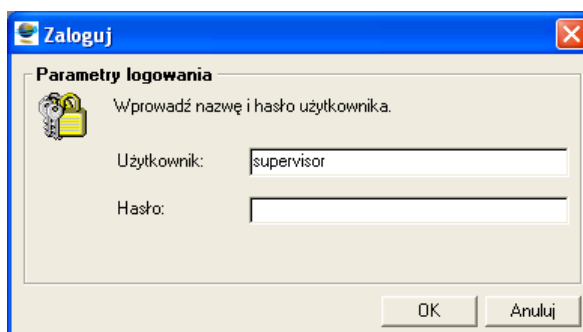 Zaloguj
Parametry logowania
Wprowadź nazwę i hasło użytkownika.
Użytkownik:
supervisor
Hasło:
OK
Anuluj